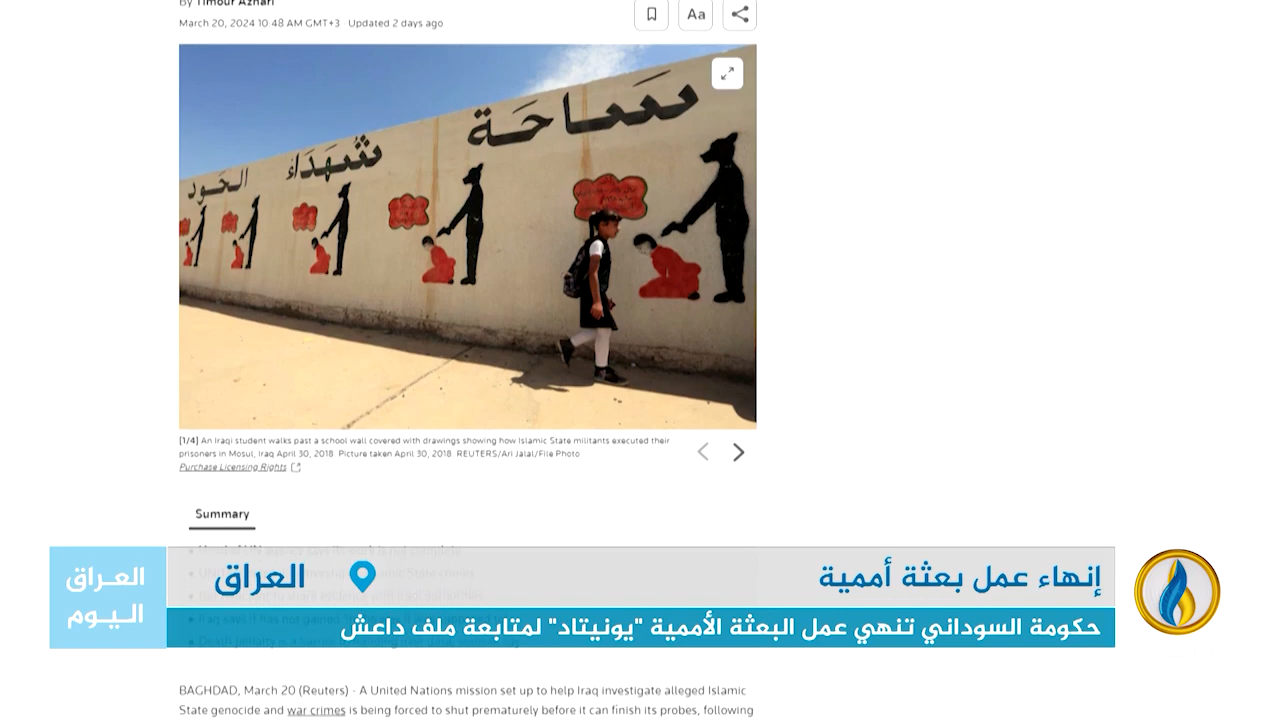 By Timour Azhari
March 20, 2024 10:48 AM GMT+3 Updated 2 days ago
Aa
ساحة شهداء الحود
[1/4] An Iraqi student walks past a school wall covered with drawings showing how Islamic State militants executed their
prisoners in Mosul, Iraq April 30, 2018. Picture taken April 30, 2018. REUTERS/Ari Jalal/File Photo
Purchase Licensing Rights
Summary
إنهاء عمل بعثة أممية
العراق
العراق
اليوم
حكومة السوداني تنهي عمل البعثة الأممية "يونيتاد" لمتابعة ملف داعش
BAGHDAD, March 20 (Reuters) - A United Nations mission set up to help Iraq investigate alleged Islamic
State genocide and war crimes is being forced to shut prematurely before it can finish its probes, following